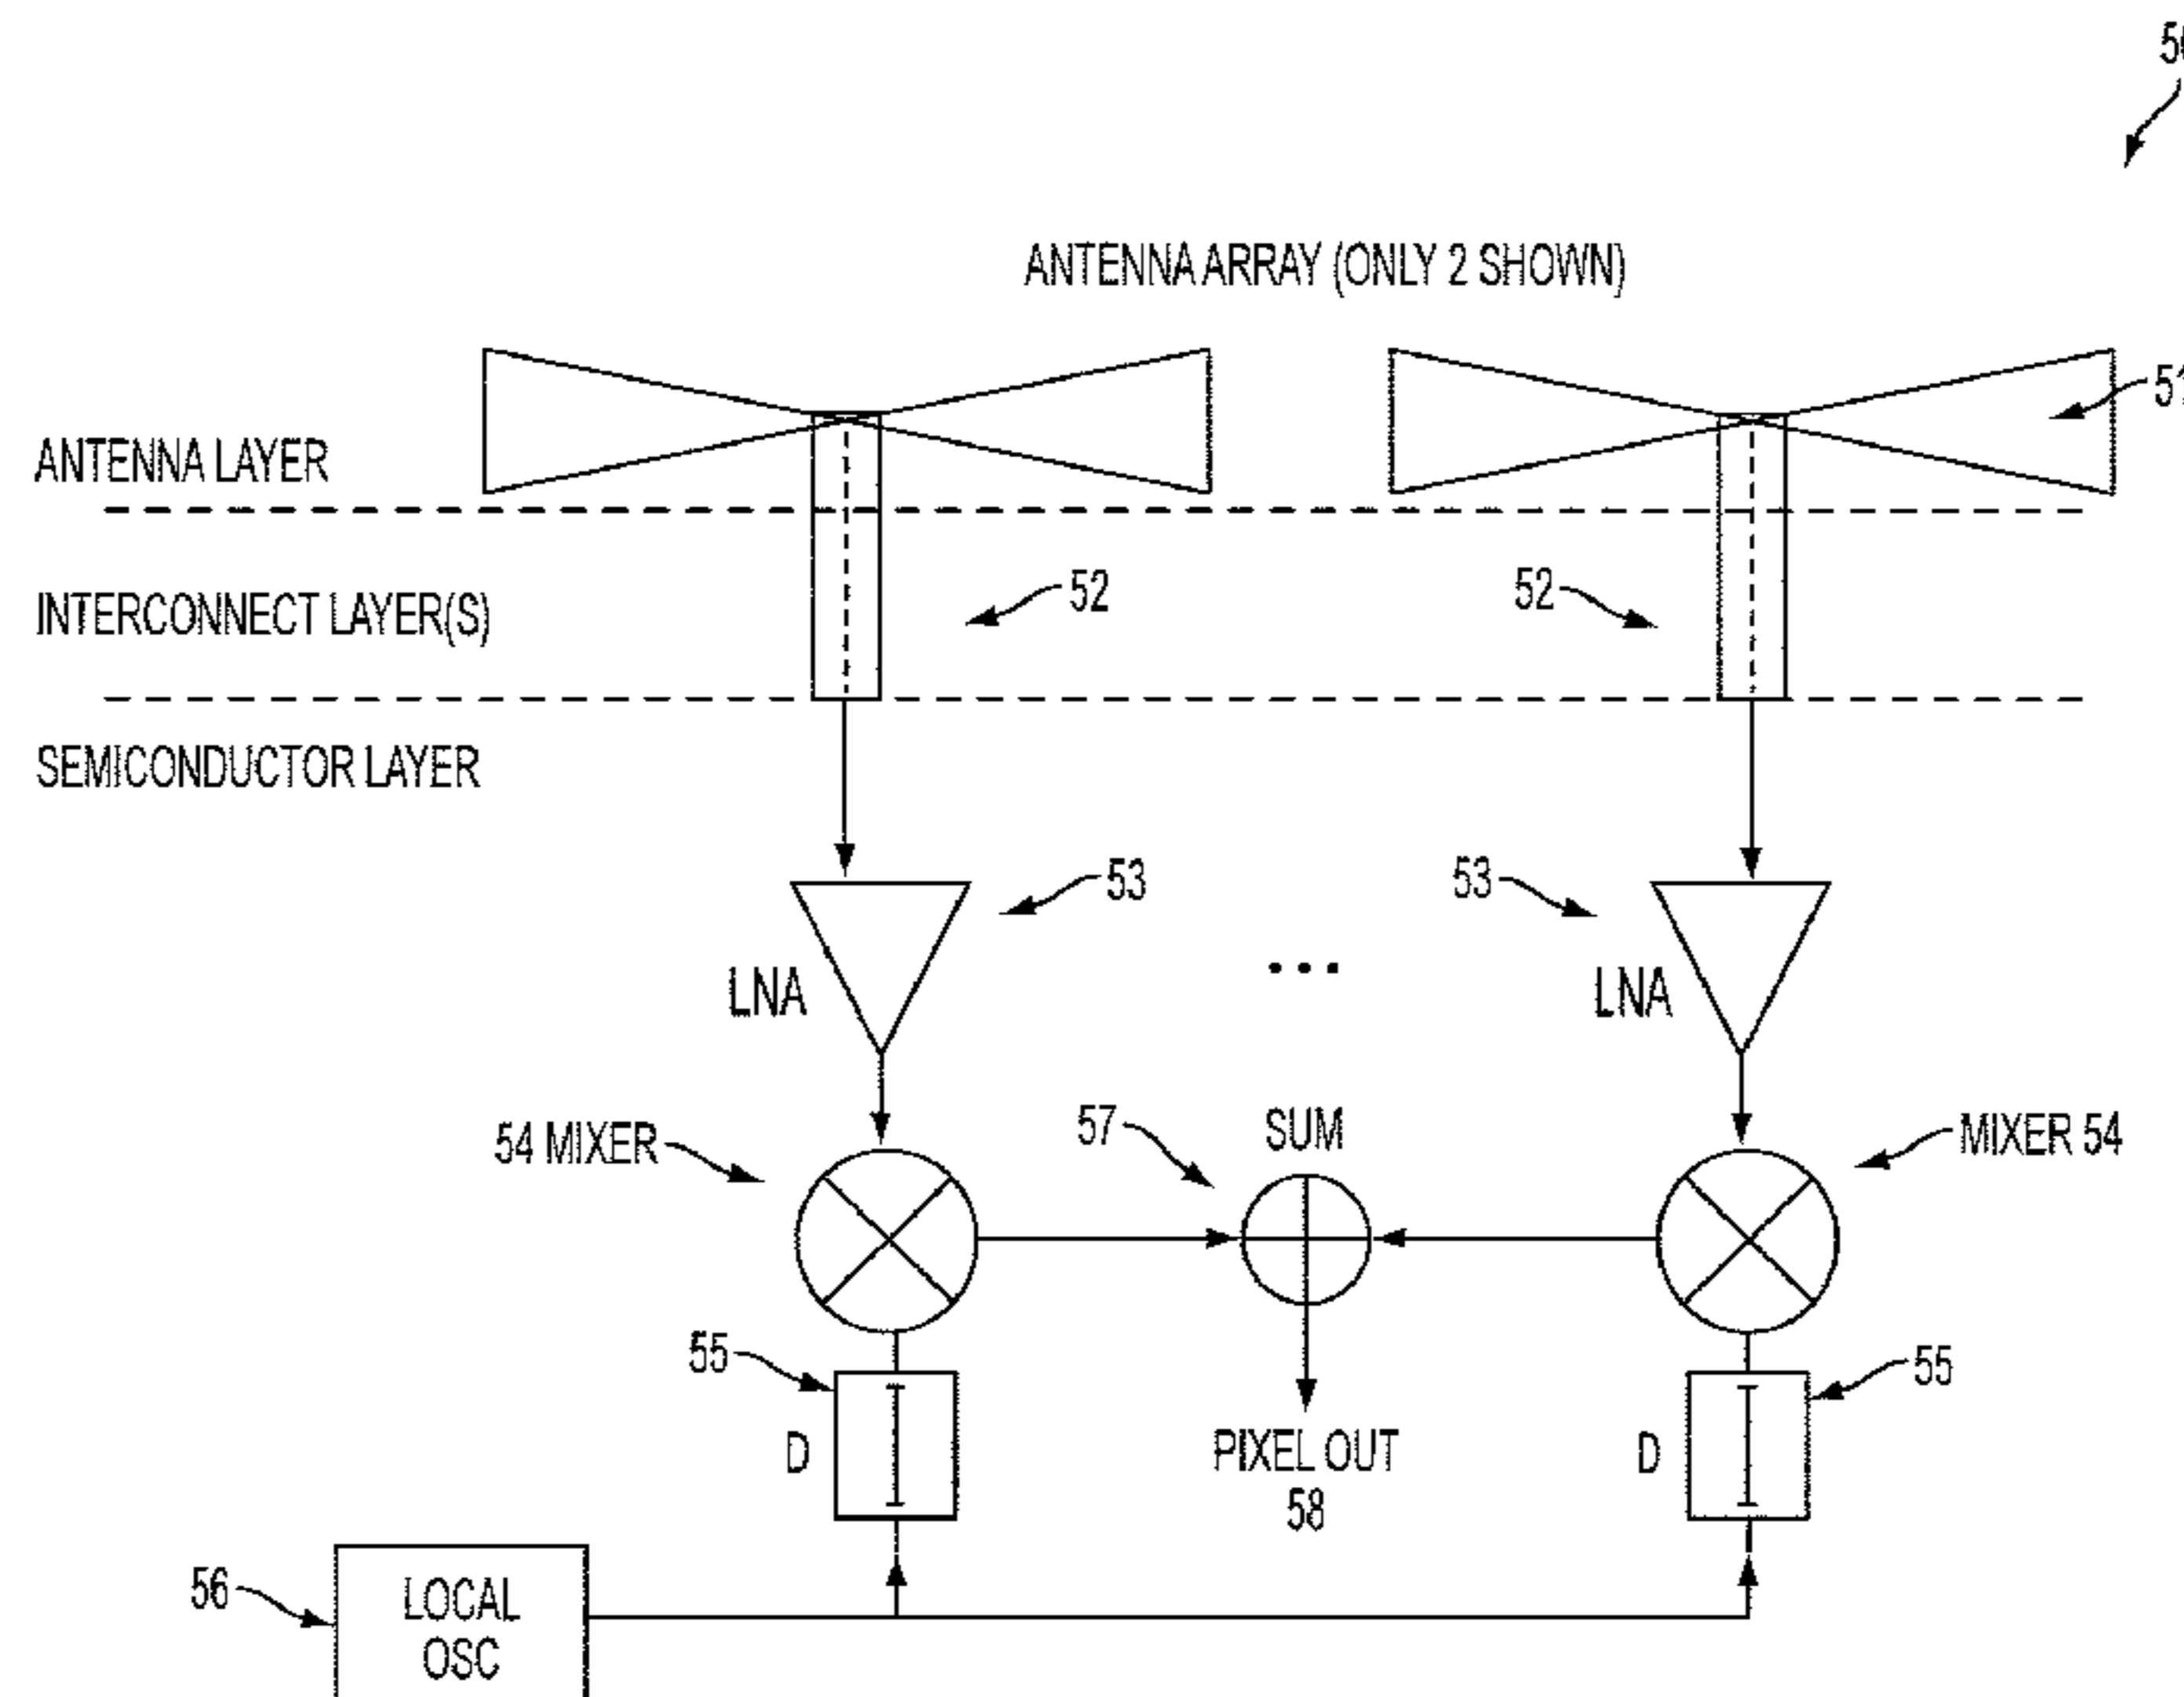 ANTENNA ARRAY (ONLY 2 SHOWN)
ANTENNA LAYER
INTERCONNECT LAYER(S)
52
52
SEMICONDUCTOR LAYER
53
53
LNA
...
LNA
54 MIXER
57
SUM
MIXER 54
55
D
PIXEL OUT
58
55
D
56
LOCAL
OSC